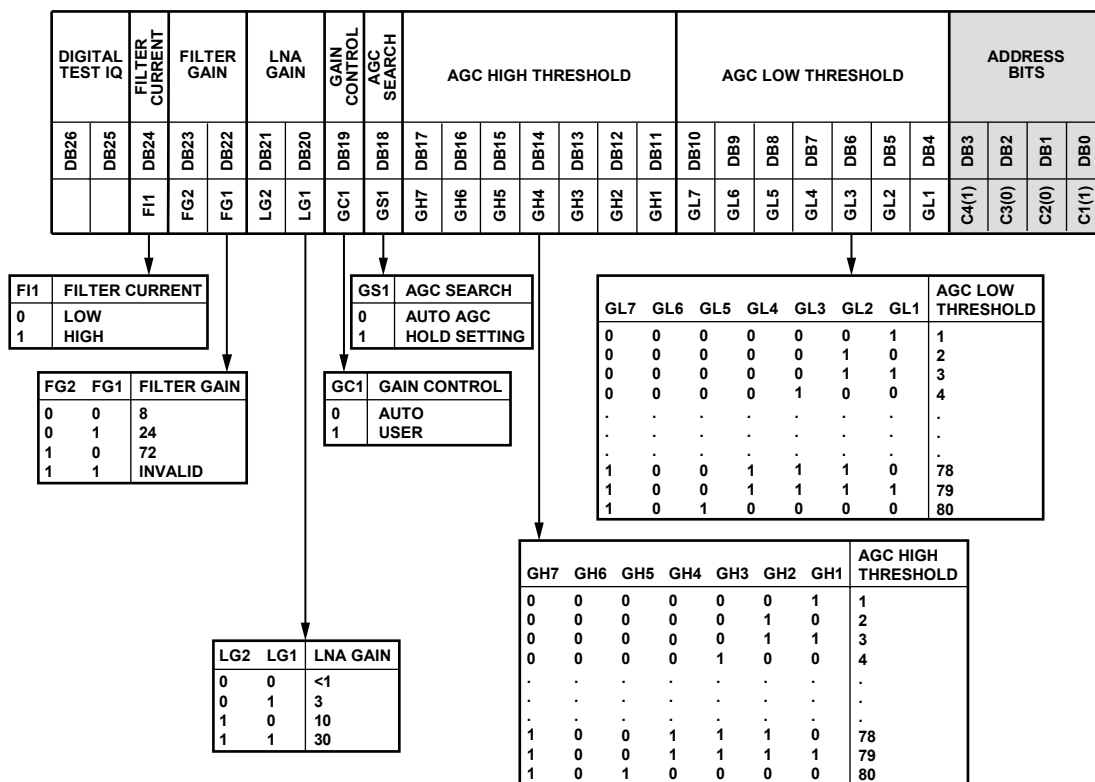 DIGITAL TEST IQ
FILTER CURRENT
FILTER GAIN
LNA GAIN
GAIN CONTROL
AGC SEARCH
AGC HIGH THRESHOLD
AGC LOW THRESHOLD
ADDRESS BITS
DB26 DB25 DB24 DB23 DB22 DB21 DB20 DB19 DB18 DB17 DB16 DB15 DB14 DB13 DB12 DB11 DB10 DB9 DB8 DB7 DB6 DB5 DB4 DB3 DB2 DB1 DB0
FI1 FG2 FG1 LG2 LG1 GC1 GS1 GH7 GH6 GH5 GH4 GH3 GH2 GH1 GL7 GL6 GL5 GL4 GL3 GL2 GL1 C4(1) C3(0) C2(0) C1(1)
FI1 FILTER CURRENT
0 LOW
1 HIGH
GS1 AGC SEARCH
0 AUTO AGC
1 HOLD SETTING
FG2 FG1 FILTER GAIN
0 0 8
0 1 24
1 0 72
1 1 INVALID
GC1 GAIN CONTROL
0 AUTO
1 USER
GL7 GL6 GL5 GL4 GL3 GL2 GL1 AGC LOW THRESHOLD
0 0 0 0 0 0 1 1
0 0 0 0 0 1 0 2
0 0 0 0 0 1 1 3
0 0 0 0 1 0 0 4
. . . . . . . .
. . . . . . . .
. . . . . . . .
1 0 0 1 1 1 0 78
1 0 0 1 1 1 1 79
1 0 1 0 0 0 0 80
LG2 LG1 LNA GAIN
0 0 <1
0 1 3
1 0 10
1 1 30
GH7 GH6 GH5 GH4 GH3 GH2 GH1 AGC HIGH THRESHOLD
0 0 0 0 0 0 1 1
0 0 0 0 0 1 0 2
0 0 0 0 0 1 1 3
0 0 0 0 1 0 0 4
. . . . . . . .
. . . . . . . .
. . . . . . . .
1 0 0 1 1 1 0 78
1 0 0 1 1 1 1 79
1 0 1 0 0 0 0 80